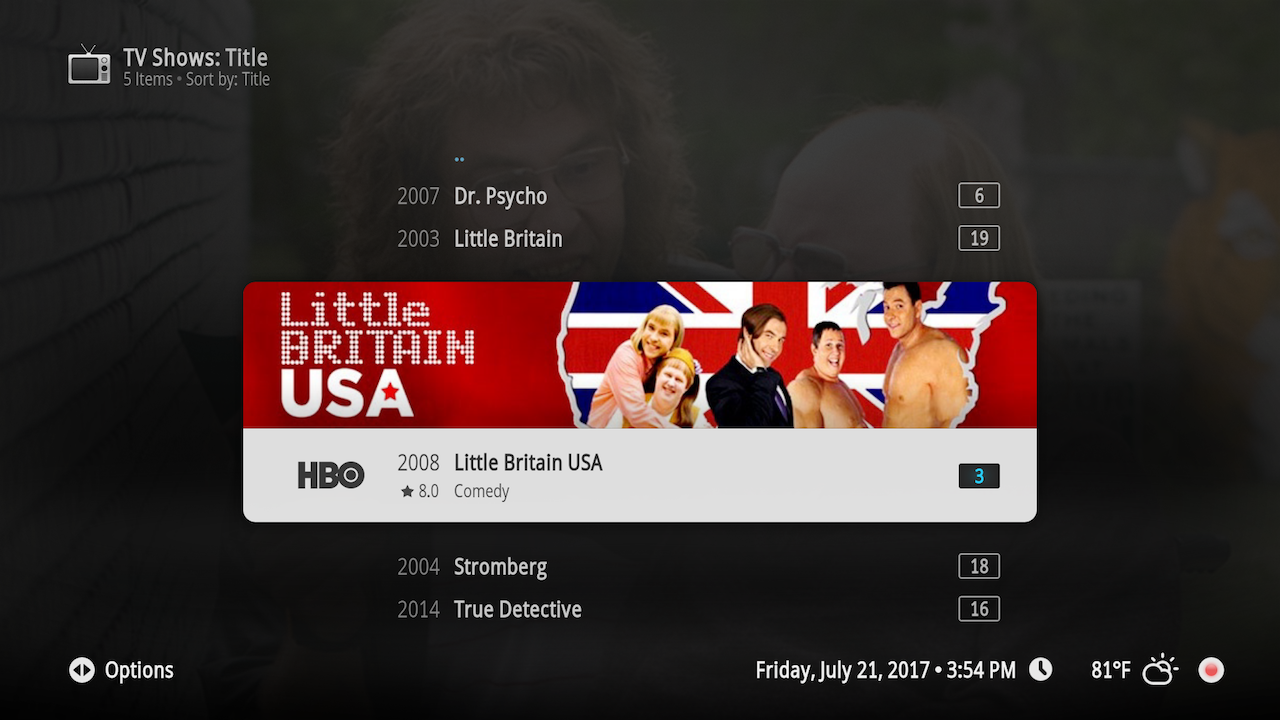 TV Shows: Title
5 Items • Sort by: Title
..
2007 Dr. Psycho 6
2003 Little Britain 19
Little
BRITAIN
USA
HBO
2008 Little Britain USA 3
★ 8.0 Comedy
2004 Stromberg 18
2014 True Detective 16
Options
Friday, July 21, 2017 • 3:54 PM
81°F